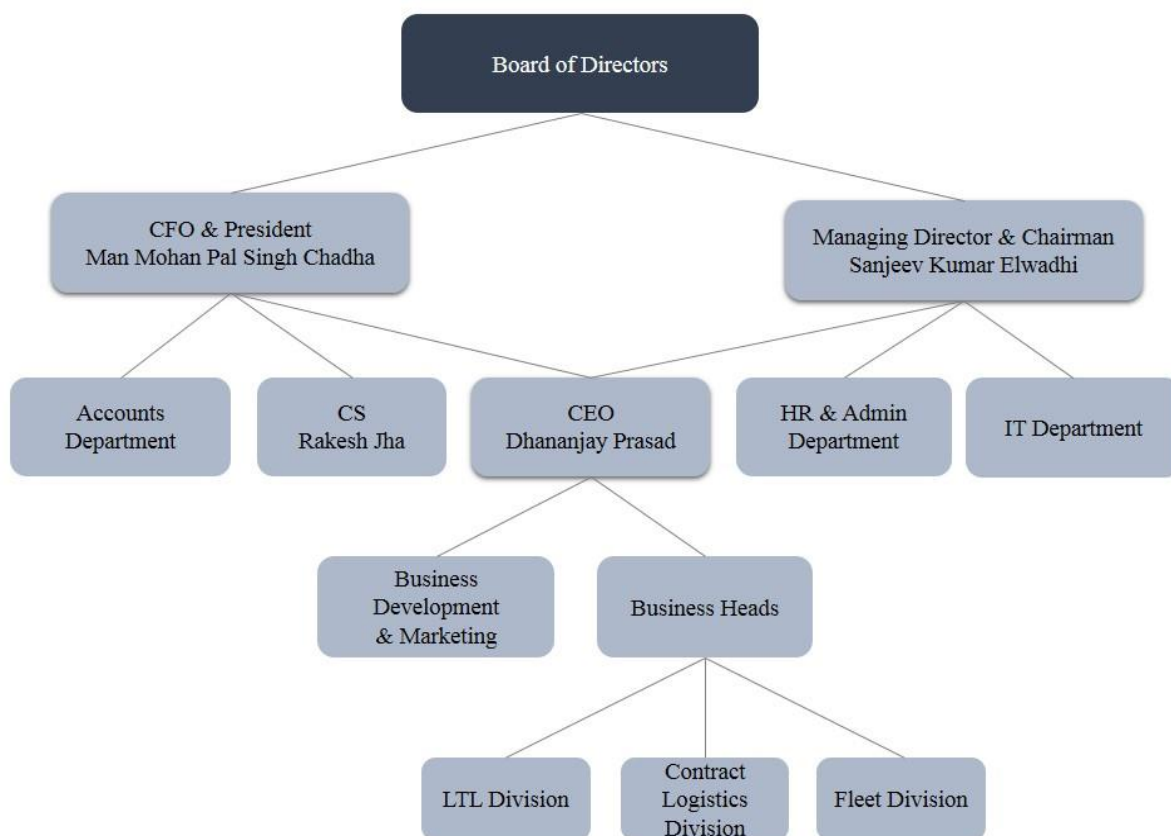 Board of Directors
CFO & President
Man Mohan Pal Singh Chadha
Managing Director & Chairman
Sanjeev Kumar Elwadhi
Accounts
Department
CS
Rakesh Jha
CEO
Dhananjay Prasad
HR & Admin
Department
IT Department
Business
Development
& Marketing
Business Heads
LTL Division
Contract
Logistics
Division
Fleet Division